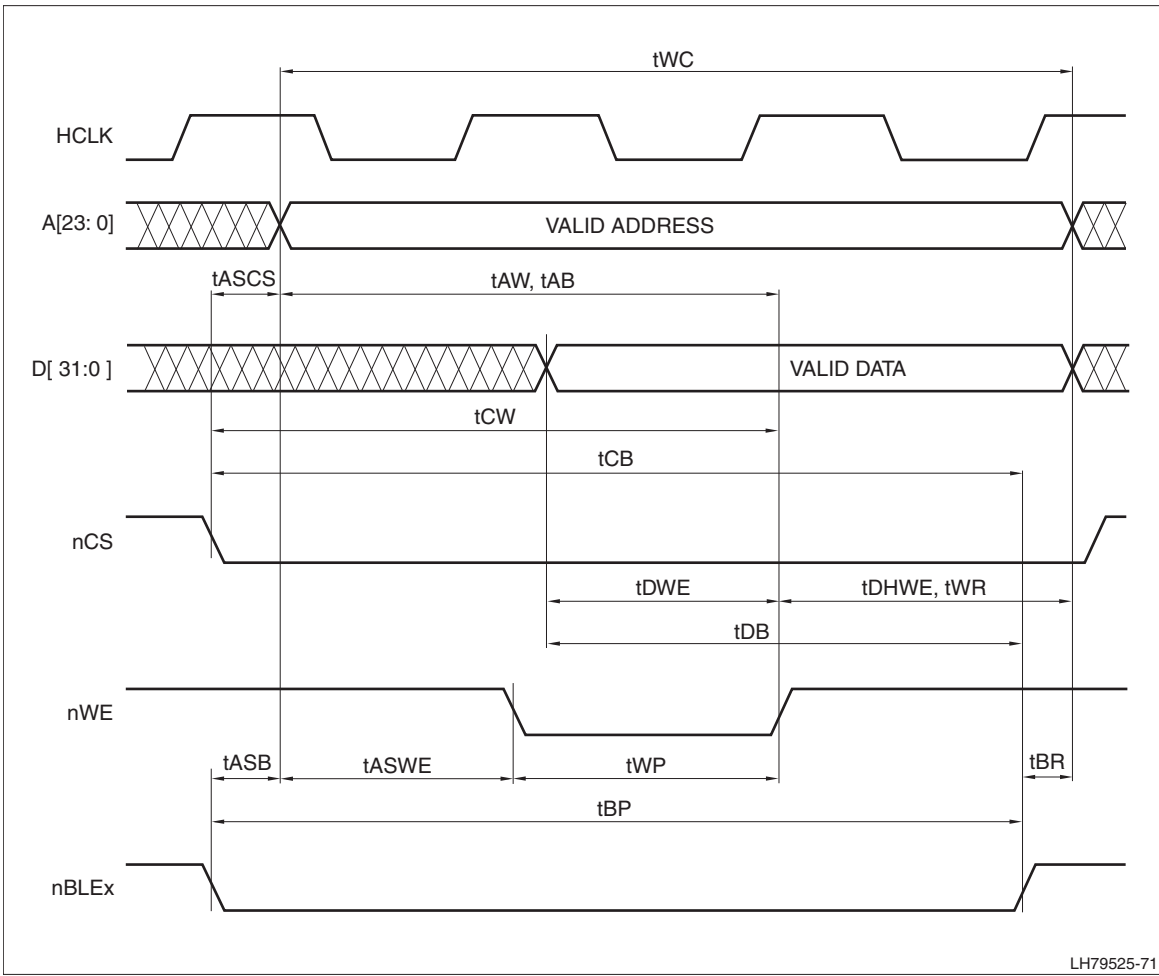 tWC
HCLK
A[23: 0]
VALID ADDRESS
tASCS
tAW, tAB
D[ 31:0 ]
VALID DATA
tCW
tCB
nCS
tDWE
tDHWE, tWR
tDB
nWE
tASB
tASWE
tWP
tBR
tBP
nBLEx
LH79525-71